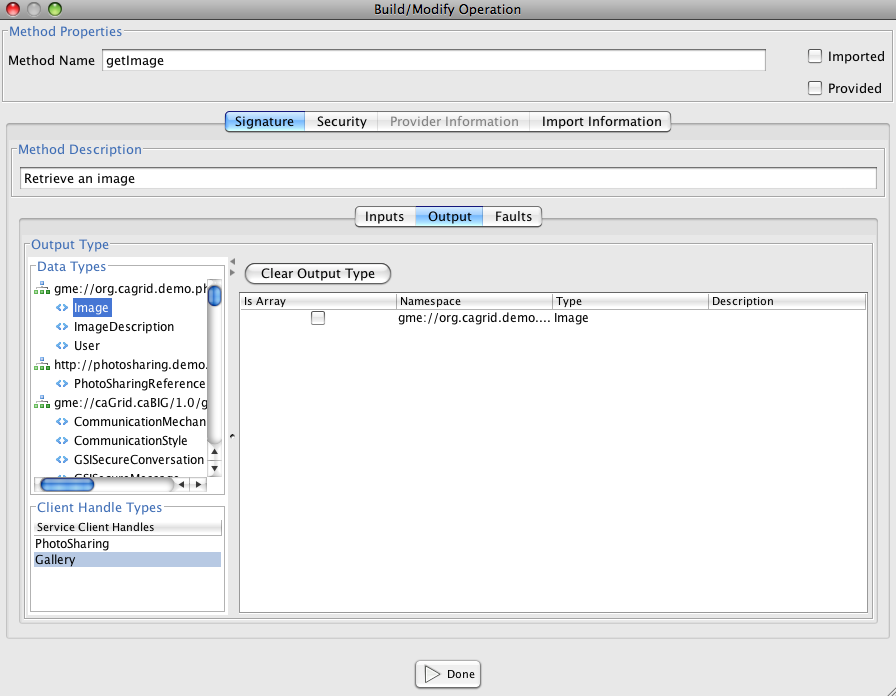 Build/Modify Operation
Method Properties
Method Name getImage
Imported
Provided
Signature Security Provider Information Import Information
Method Description
Retrieve an image
Inputs Output Faults
Output Type
Data Types
gme://org.cagrid.demo.ph
Image
ImageDescription
User
http://photosharing.demo.
PhotoSharingReference
gme://caGrid.caBIG/1.0/g
CommunicationMechan
CommunicationStyle
GSISecureConversation
GSISecureMessage
Client Handle Types
Service Client Handles
PhotoSharing
Gallery
Clear Output Type
Is Array Namespace Type Description
gme://org.cagrid.demo.... Image
Done